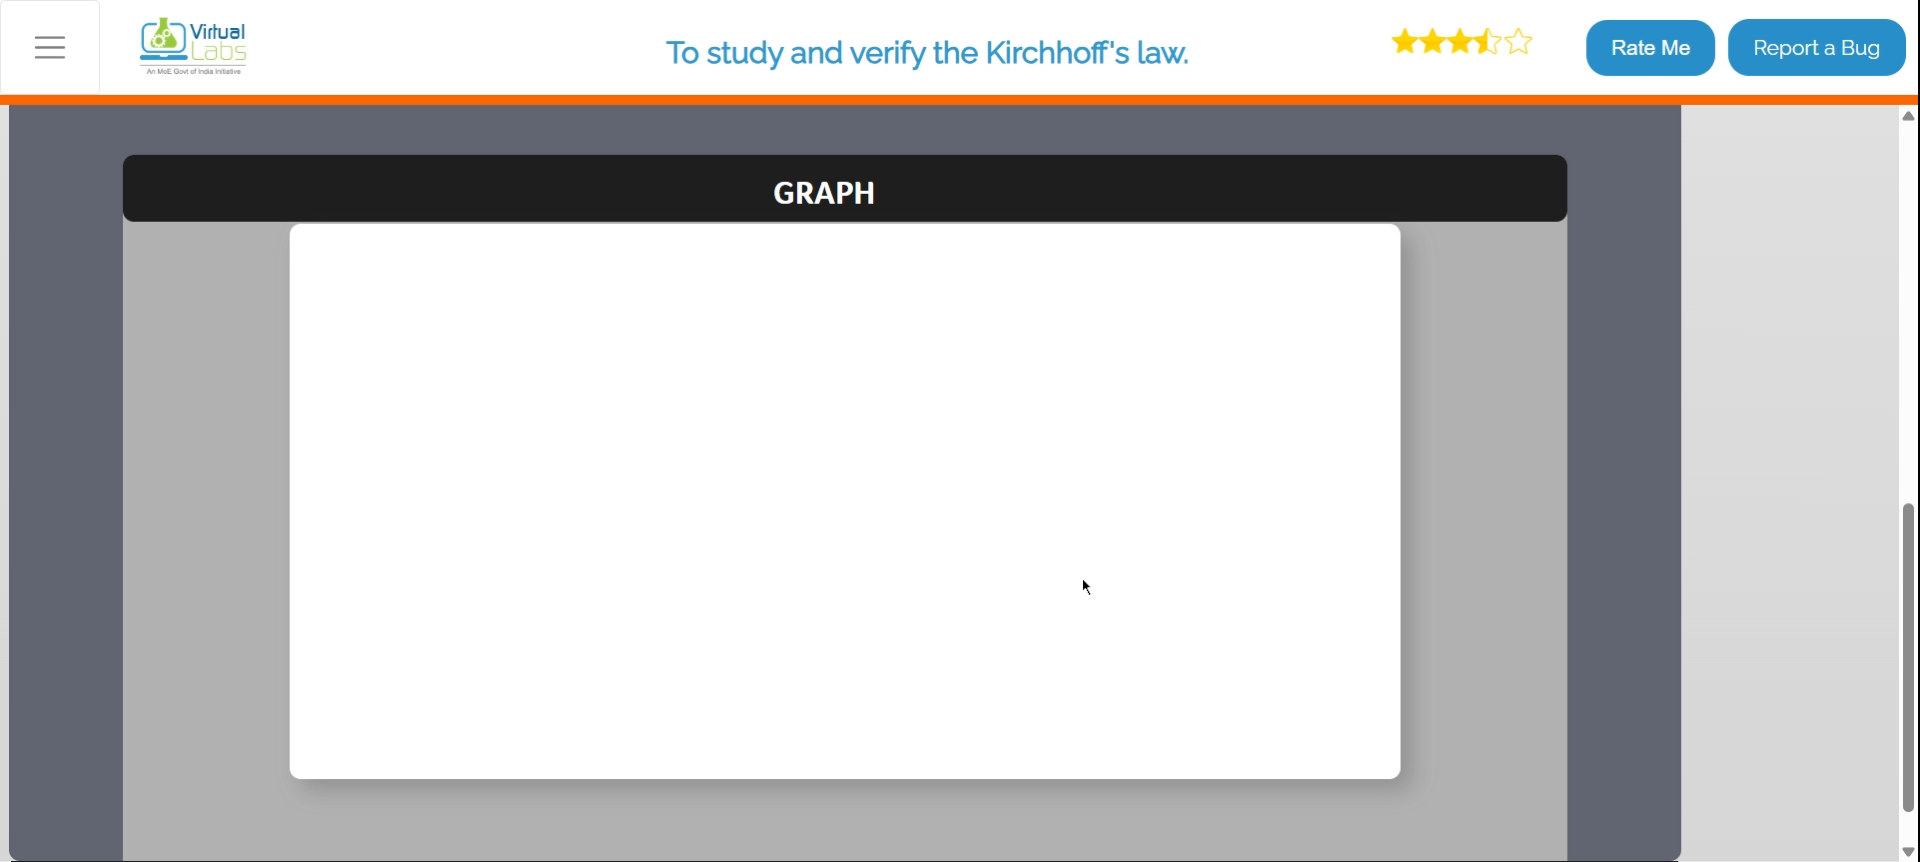 Virtual
Labs
An MoE Govt of India Initiative
To study and verify the Kirchhoff's law.
Rate Me
Report a Bug
GRAPH